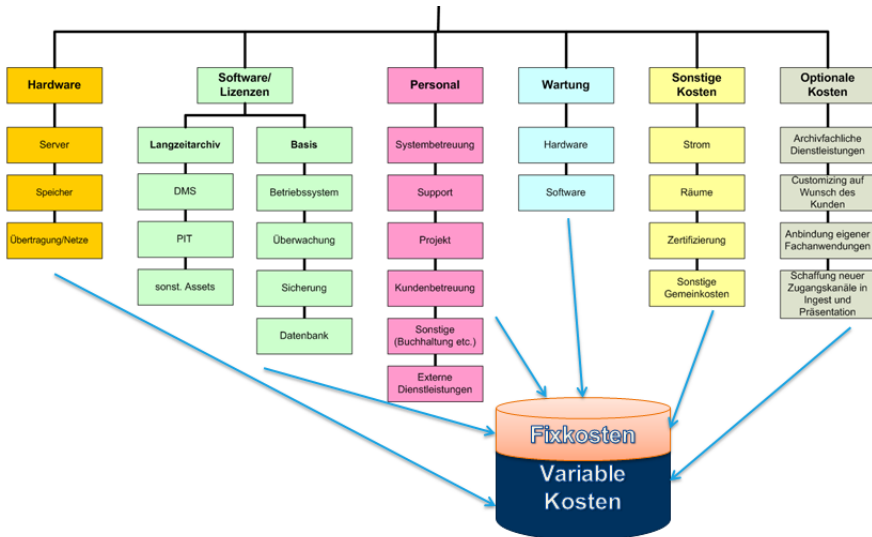 Hardware
Server
Speicher
Übertragung/Netze
Software/
Lizenzen
Langzeitarchiv
DMS
PIT
sonst. Assets
Basis
Betriebssystem
Überwachung
Sicherung
Datenbank
Personal
Systembetreuung
Support
Projekt
Kundenbetreuung
Sonstige
(Buchhaltung etc.)
Externe
Dienstleistungen
Wartung
Hardware
Software
Sonstige
Kosten
Strom
Räume
Zertifizierung
Sonstige
Gemeinkosten
Optionale
Kosten
Archivfachliche
Dienstleistungen
Customizing auf
Wunsch des
Kunden
Anbindung eigener
Fachanwendungen
Schaffung neuer
Zugangskanäle in
Ingest und
Präsentation
Fixkosten
Variable
Kosten